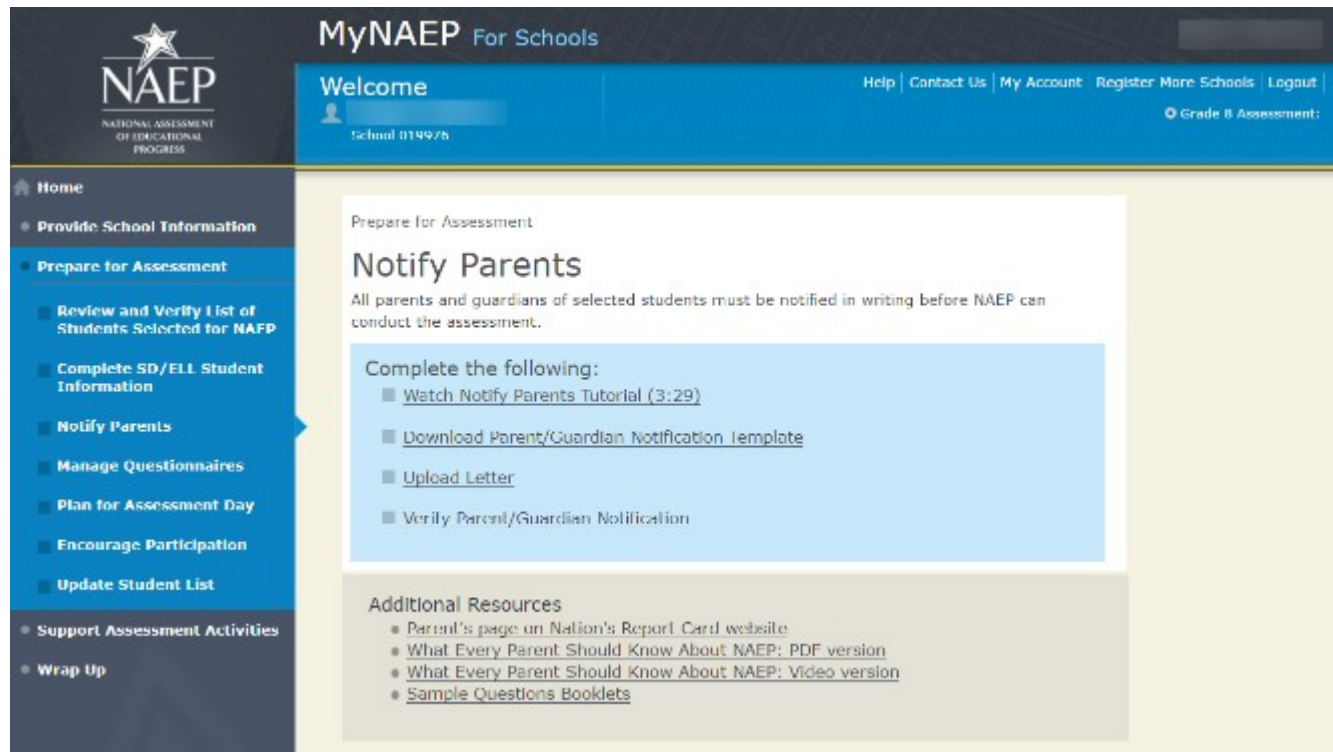 NAEP
NATIONAL ASSESSMENT
OF EDUCATIONAL
PROGRESS
MyNAEP For Schools
Welcome
School 019976
Help | Contact Us | My Account Register More Schools | Logout
Grade 8 Assessment:
Home
Provide School Information
Prepare for Assessment
Review and Verify List of
Students Selected for NAEP
Complete SD/ELL Student
Information
Notify Parents
Manage Questionnaires
Plan for Assessment Day
Encourage Participation
Update Student List
Support Assessment Activities
Wrap Up
Prepare for Assessment
Notify Parents
All parents and guardians of selected students must be notified in writing before NAEP can
conduct the assessment.
Complete the following:
Watch Notify Parents Tutorial (3:29)
Download Parent/Guardian Notification Template
Upload Letter
Verify Parent/Guardian Notification
Additional Resources
Parent's page on Nation's Report Card website
What Every Parent Should Know About NAEP: PDF version
What Every Parent Should Know About NAEP: Video version
Sample Questions Booklets